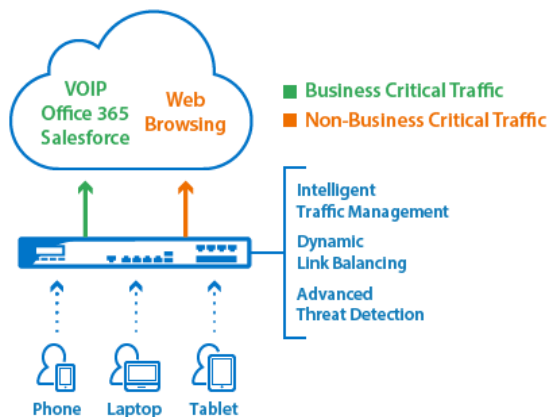 VOIP
Office 365
Salesforce
Web
Browsing
Business Critical Traffic
Non-Business Critical Traffic
Intelligent
Traffic Management
Dynamic
Link Balancing
Advanced
Threat Detection
Phone
Laptop
Tablet